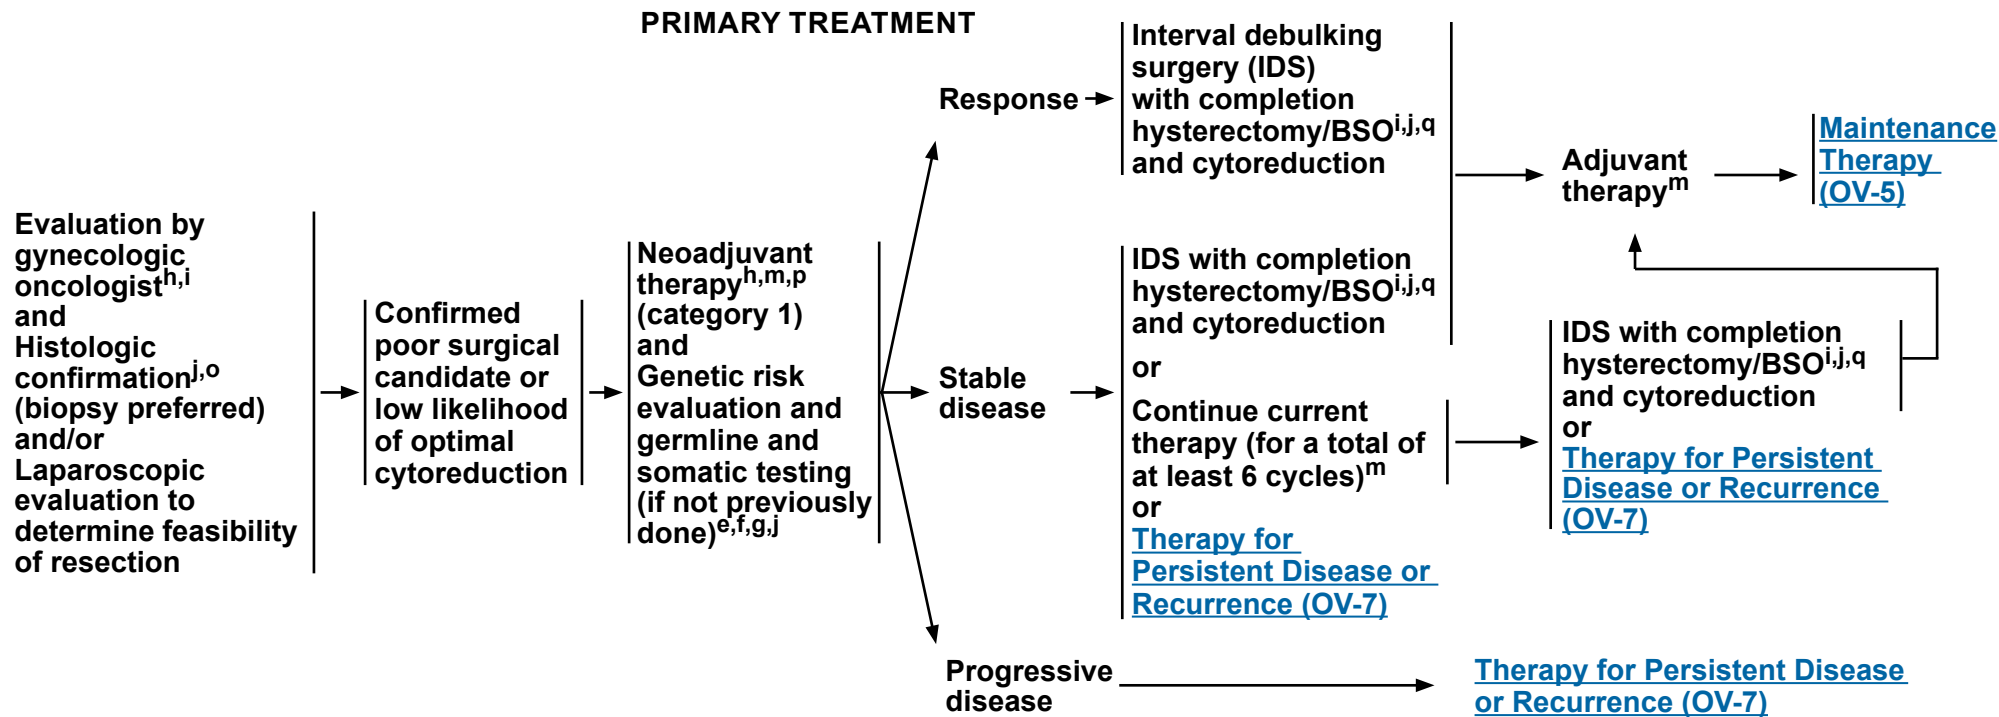 PRIMARY TREATMENT
Evaluation by
gynecologic
oncologisth,i
and
Histologic
confirmationj,o
(biopsy preferred)
and/or
Laparoscopic
evaluation to
determine feasibility
of resection
Confirmed
poor surgical
candidate or
low likelihood
of optimal
cytoreduction
Neoadjuvant
therapyh,m,p
(category 1)
and
Genetic risk
evaluation and
germline and
somatic testing
(if not previously
done)e,f,g,j
Response
Interval debulking
surgery (IDS)
with completion
hysterectomy/BSOi,j,q
and cytoreduction
Stable
disease
IDS with completion
hysterectomy/BSOi,j,q
and cytoreduction
or
Continue current
therapy (for a total of
at least 6 cycles)m
or
Therapy for
Persistent Disease or
Recurrence (OV-7)
IDS with completion
hysterectomy/BSOi,j,q
and cytoreduction
or
Therapy for Persistent
Disease or Recurrence
(OV-7)
Adjuvant
therapym
Maintenance
Therapy
(OV-5)
Progressive
disease
Therapy for Persistent Disease
or Recurrence (OV-7)